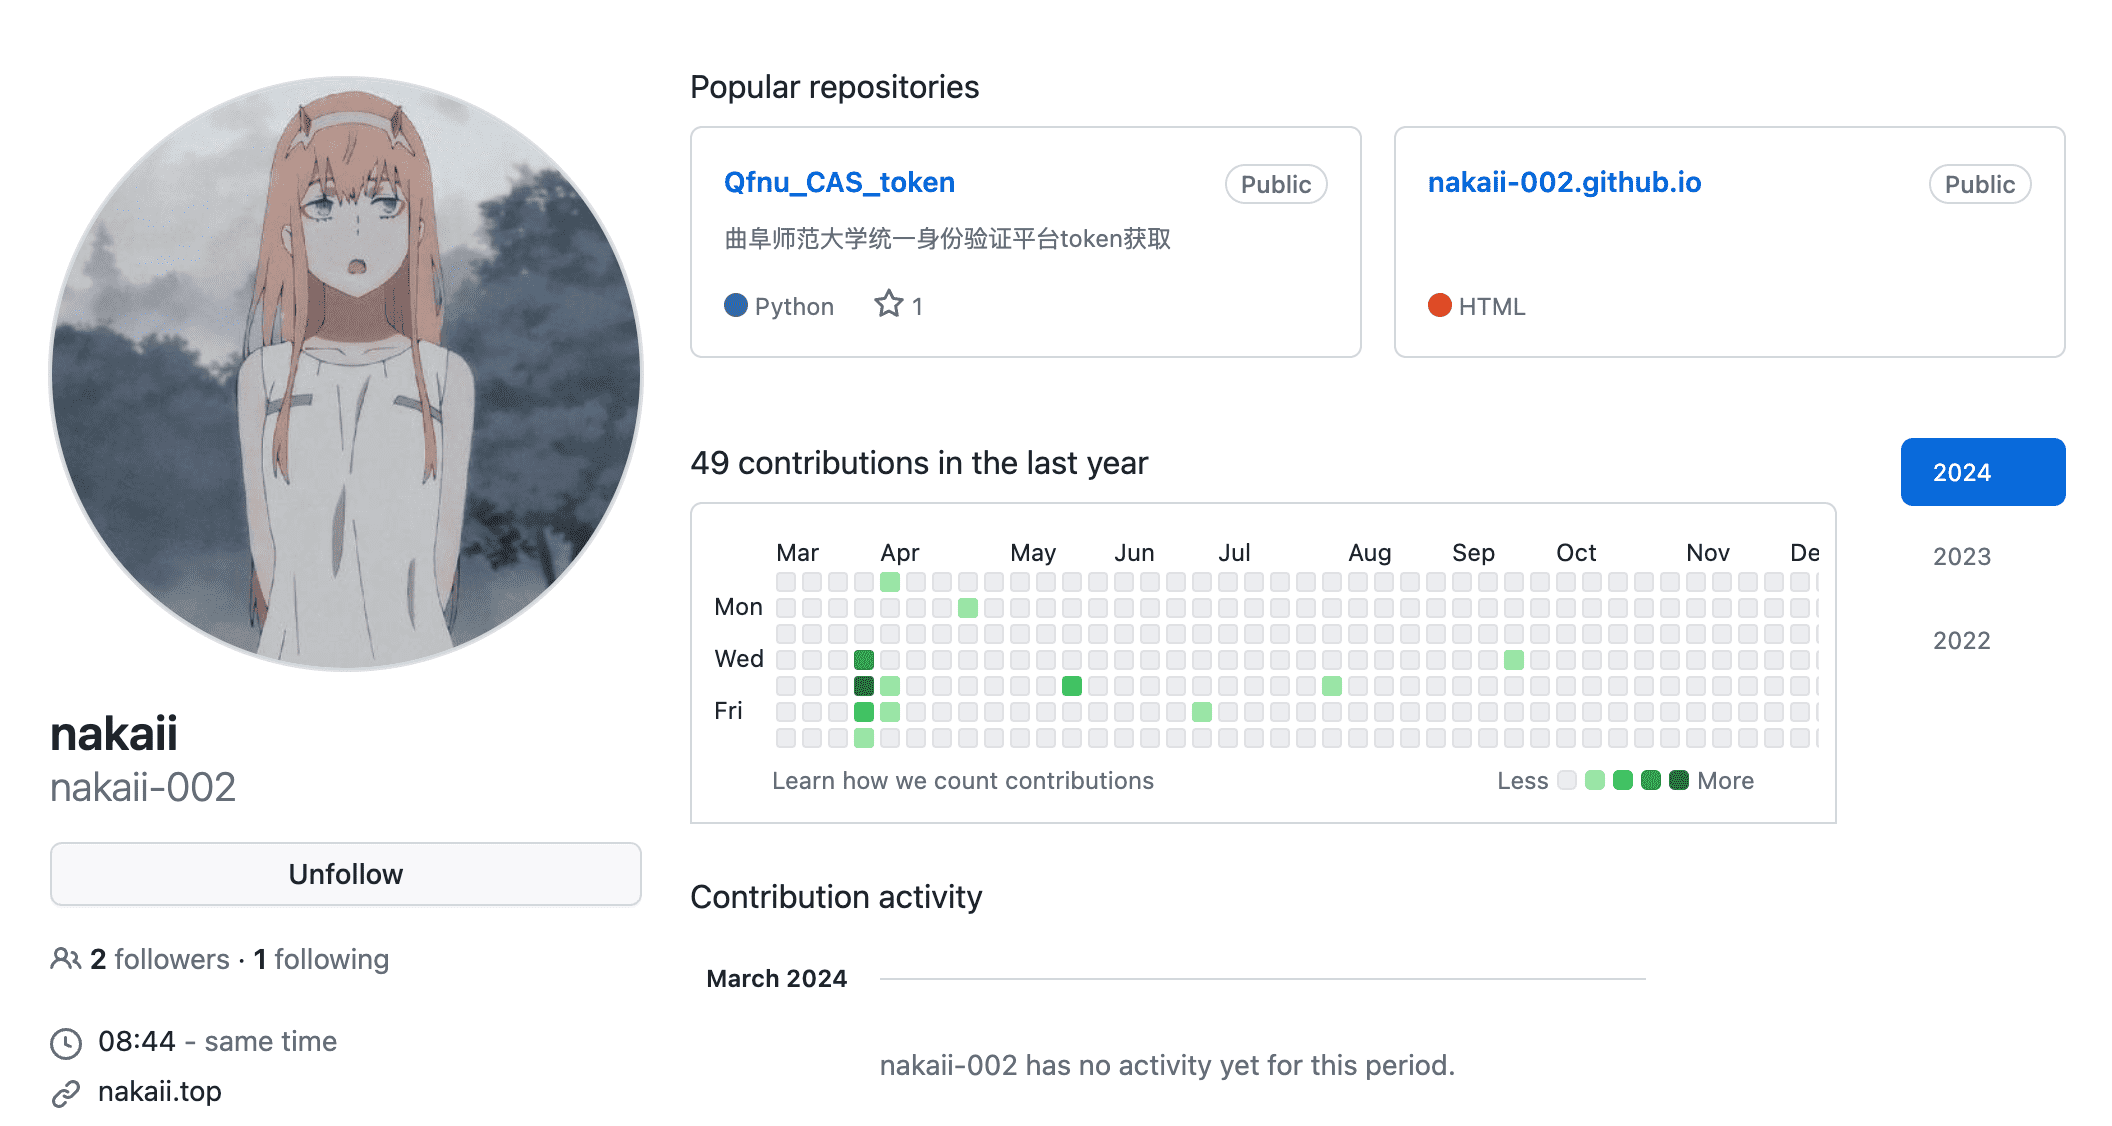 nakaii
nakaii-002
Unfollow
2 followers · 1 following
08:44 - same time
nakaii.top
Popular repositories
Qfnu_CAS_token
Public
曲阜师范大学统一身份验证平台token获取
Python 1
nakaii-002.github.io
Public
HTML
49 contributions in the last year
Mar Apr May Jun Jul Aug Sep Oct Nov De
Mon
Wed
Fri
Learn how we count contributions
Less More
2024
2023
2022
Contribution activity
March 2024
nakaii-002 has no activity yet for this period.